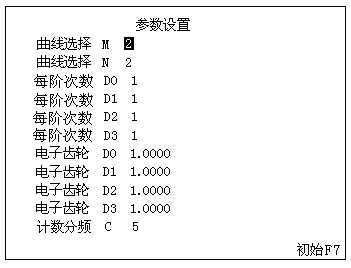 参数设置
曲线选择 M 2
曲线选择 N 2
每阶次数 D0 1
每阶次数 D1 1
每阶次数 D2 1
每阶次数 D3 1
电子齿轮 D0 1.0000
电子齿轮 D1 1.0000
电子齿轮 D2 1.0000
电子齿轮 D3 1.0000
计数分频 C 5
初始F7